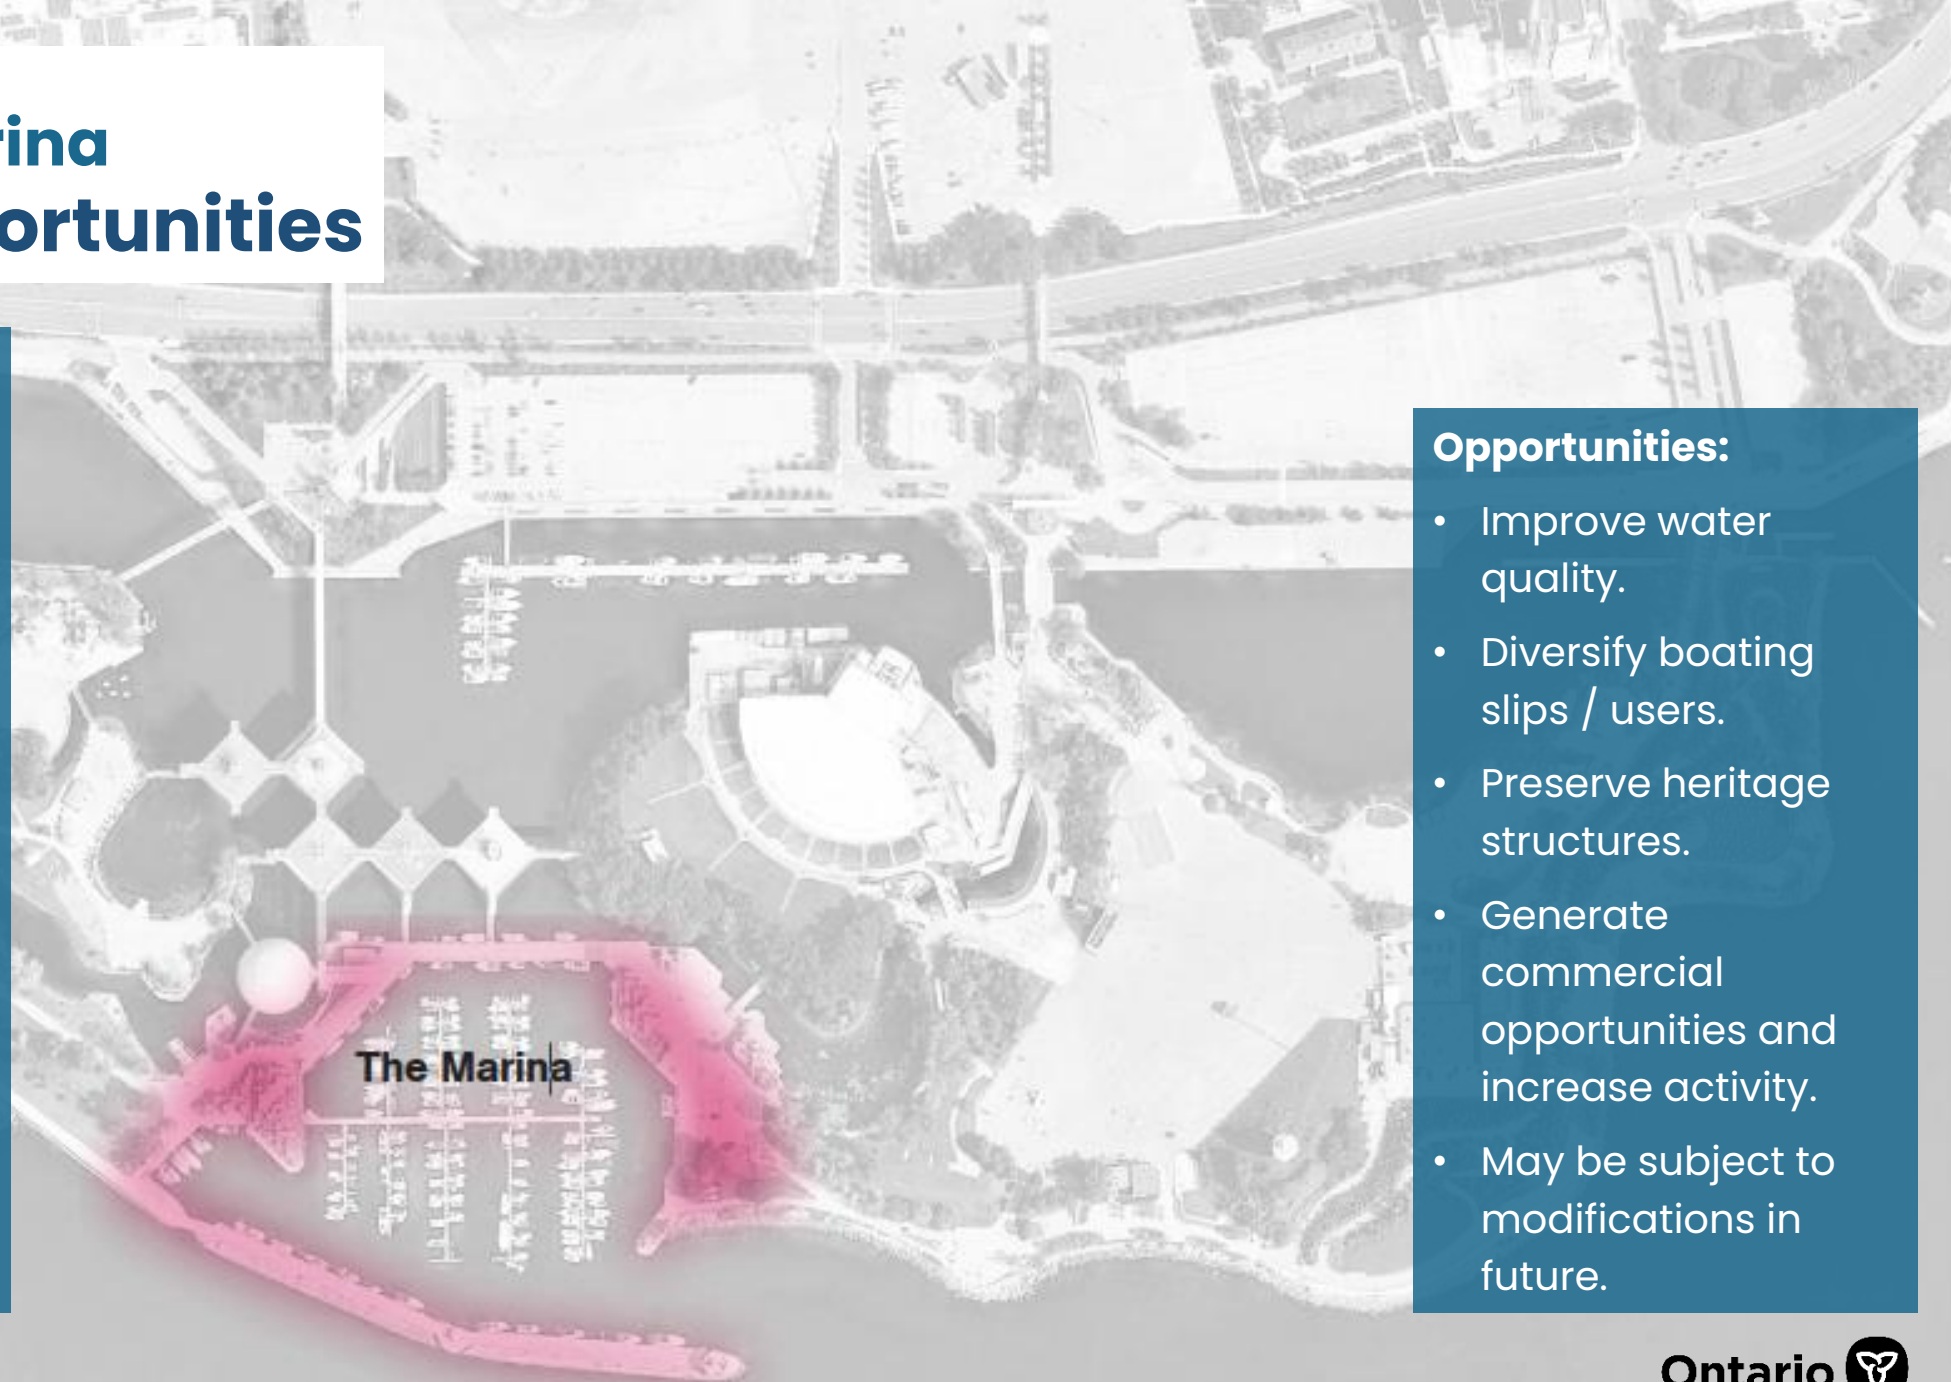 rina
ortunities
Opportunities:
• Improve water
quality.
• Diversify boating
slips / users.
• Preserve heritage
structures.
• Generate
commercial
opportunities and
increase activity.
• May be subject to
modifications in
future.
The Marina
Ontario